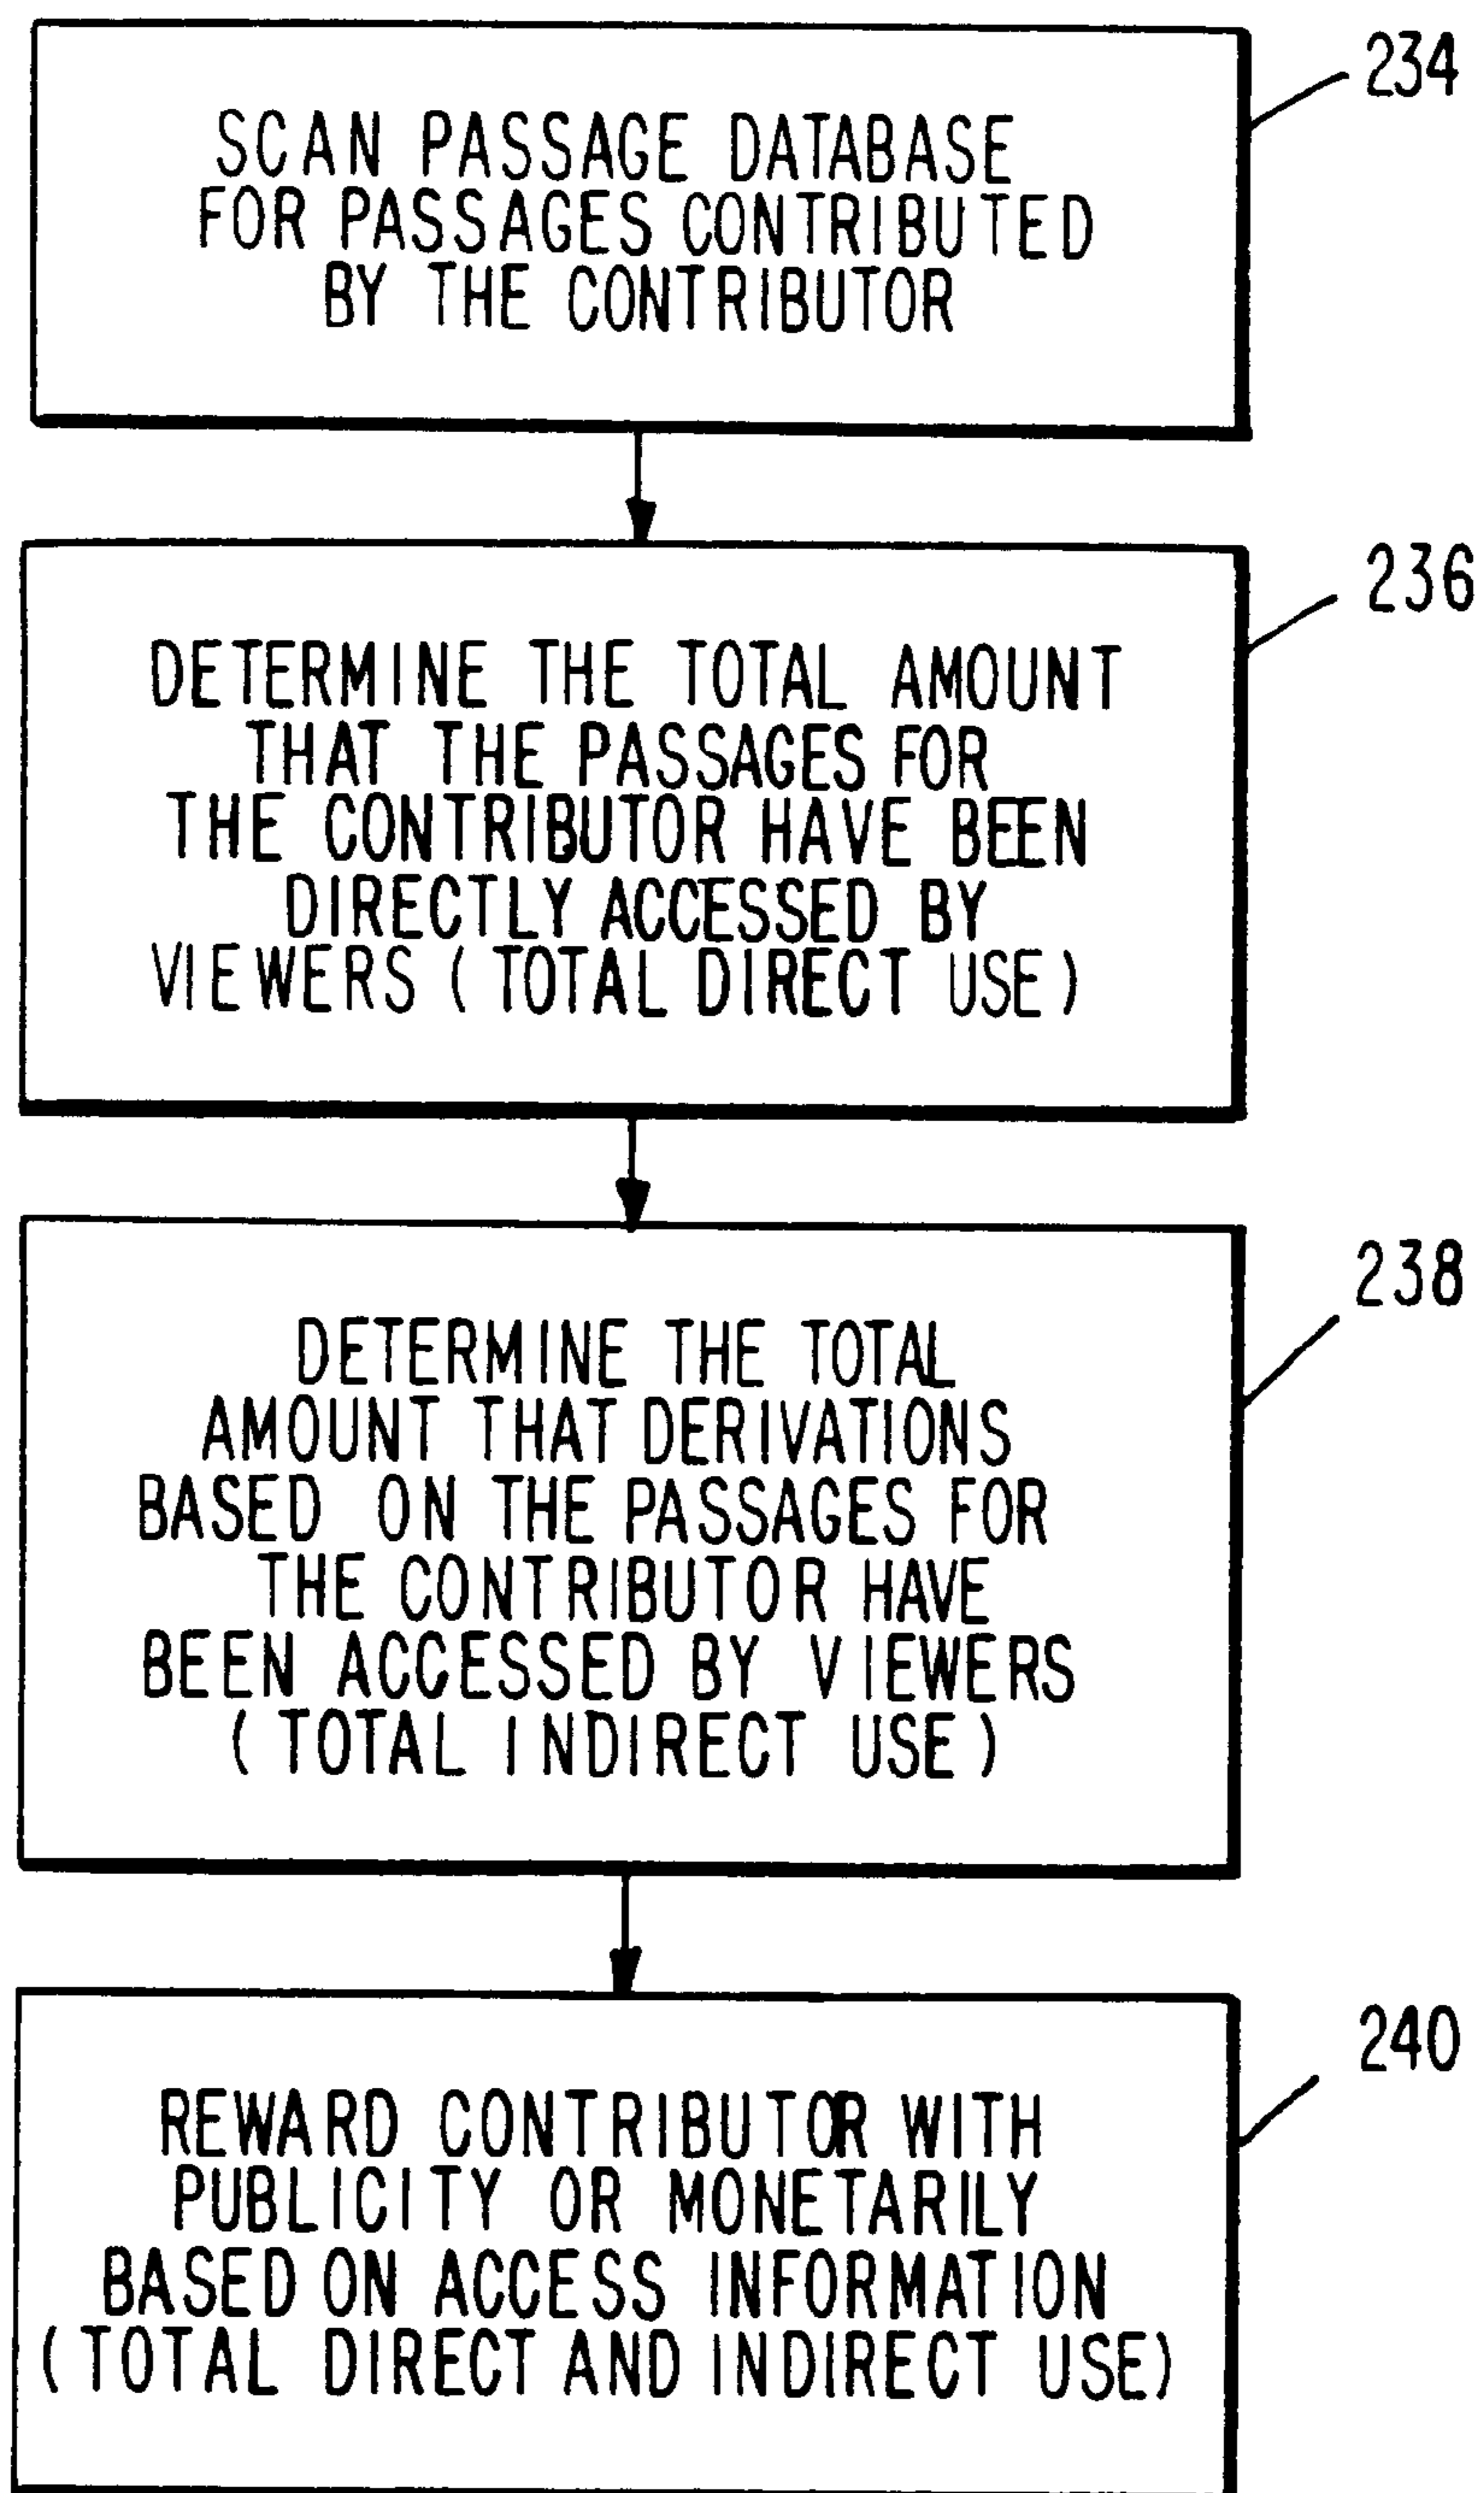 234
SCAN PASSAGE DATABASE
FOR PASSAGES CONTRIBUTED
BY THE CONTRIBUTOR
236
DETERMINE THE TOTAL AMOUNT
THAT THE PASSAGES FOR
THE CONTRIBUTOR HAVE BEEN
DIRECTLY ACCESSED BY
VIEWERS (TOTAL DIRECT USE)
238
DETERMINE THE TOTAL
AMOUNT THAT DERIVATIONS
BASED ON THE PASSAGES FOR
THE CONTRIBUTOR HAVE
BEEN ACCESSED BY VIEWERS
(TOTAL INDIRECT USE)
240
REWARD CONTRIBUTOR WITH
PUBLICITY OR MONETARILY
BASED ON ACCESS INFORMATION
(TOTAL DIRECT AND INDIRECT USE)